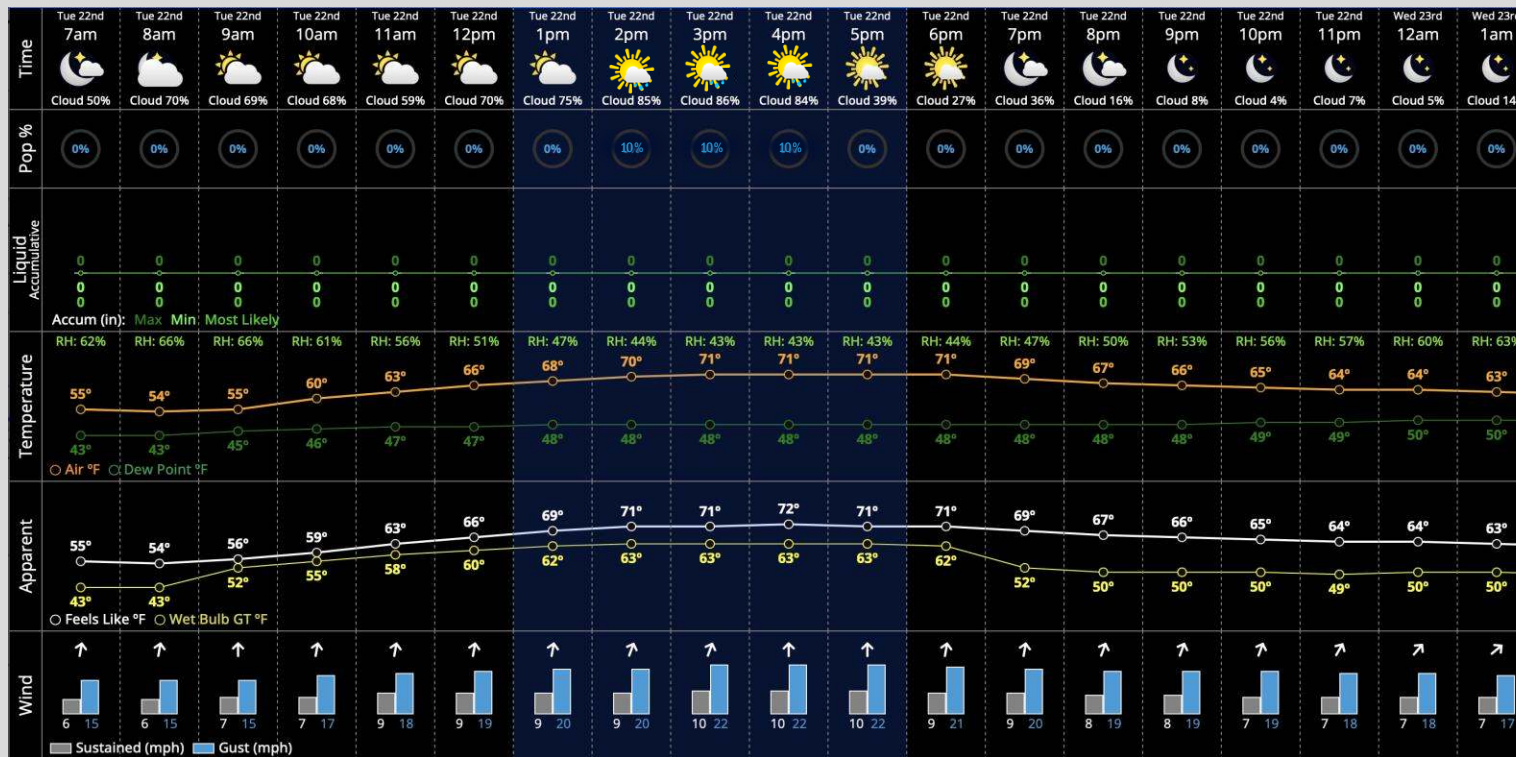 Time
Tue 22nd Tue 22nd Tue 22nd Tue 22nd Tue 22nd Tue 22nd Tue 22nd Tue 22nd Tue 22nd Tue 22nd Tue 22nd Tue 22nd Tue 22nd Tue 22nd Tue 22nd Tue 22nd Tue 22nd Wed 23rd Wed 23rd
7am 8am 9am 10am 11am 12pm 1pm 2pm 3pm 4pm 5pm 6pm 7pm 8pm 9pm 10pm 11pm 12am 1am
Cloud 50% Cloud 70% Cloud 69% Cloud 68% Cloud 59% Cloud 70% Cloud 75% Cloud 85% Cloud 86% Cloud 84% Cloud 39% Cloud 27% Cloud 36% Cloud 16% Cloud 8% Cloud 4% Cloud 7% Cloud 5% Cloud 14
Pop %
0% 0% 0% 0% 0% 0% 0% 10% 10% 10% 0% 0% 0% 0% 0% 0% 0% 0% 0%
Liquid
Accumulative
0 0 0 0 0 0 0 0 0 0 0 0 0 0 0 0 0 0 0
0 0 0 0 0 0 0 0 0 0 0 0 0 0 0 0 0 0 0
0 0 0 0 0 0 0 0 0 0 0 0 0 0 0 0 0 0 0
Accum (in): Max Min Most Likely
Temperature
RH: 62% RH: 66% RH: 66% RH: 61% RH: 56% RH: 51% RH: 47% RH: 44% RH: 43% RH: 43% RH: 43% RH: 44% RH: 47% RH: 50% RH: 53% RH: 56% RH: 57% RH: 60% RH: 63%
55° 54° 55° 60° 63° 66° 68° 70° 71° 71° 71° 71° 69° 67° 66° 65° 64° 64° 63°
43° 43° 45° 46° 47° 47° 48° 48° 48° 48° 48° 48° 48° 48° 48° 49° 49° 50° 50°
Air °F Dew Point °F
Apparent
55° 54° 56° 59° 63° 66° 69° 71° 71° 72° 71° 71° 69° 67° 66° 65° 64° 64° 63°
43° 43° 52° 55° 58° 60° 62° 63° 63° 63° 63° 62° 52° 50° 50° 50° 49° 50° 50°
Feels Like °F Wet Bulb GT °F
Wind
6 15 6 15 7 15 7 17 9 18 9 19 9 20 9 20 10 22 10 22 10 22 9 21 9 20 8 19 8 19 7 19 7 18 7 18 7 17
Sustained (mph) Gust (mph)